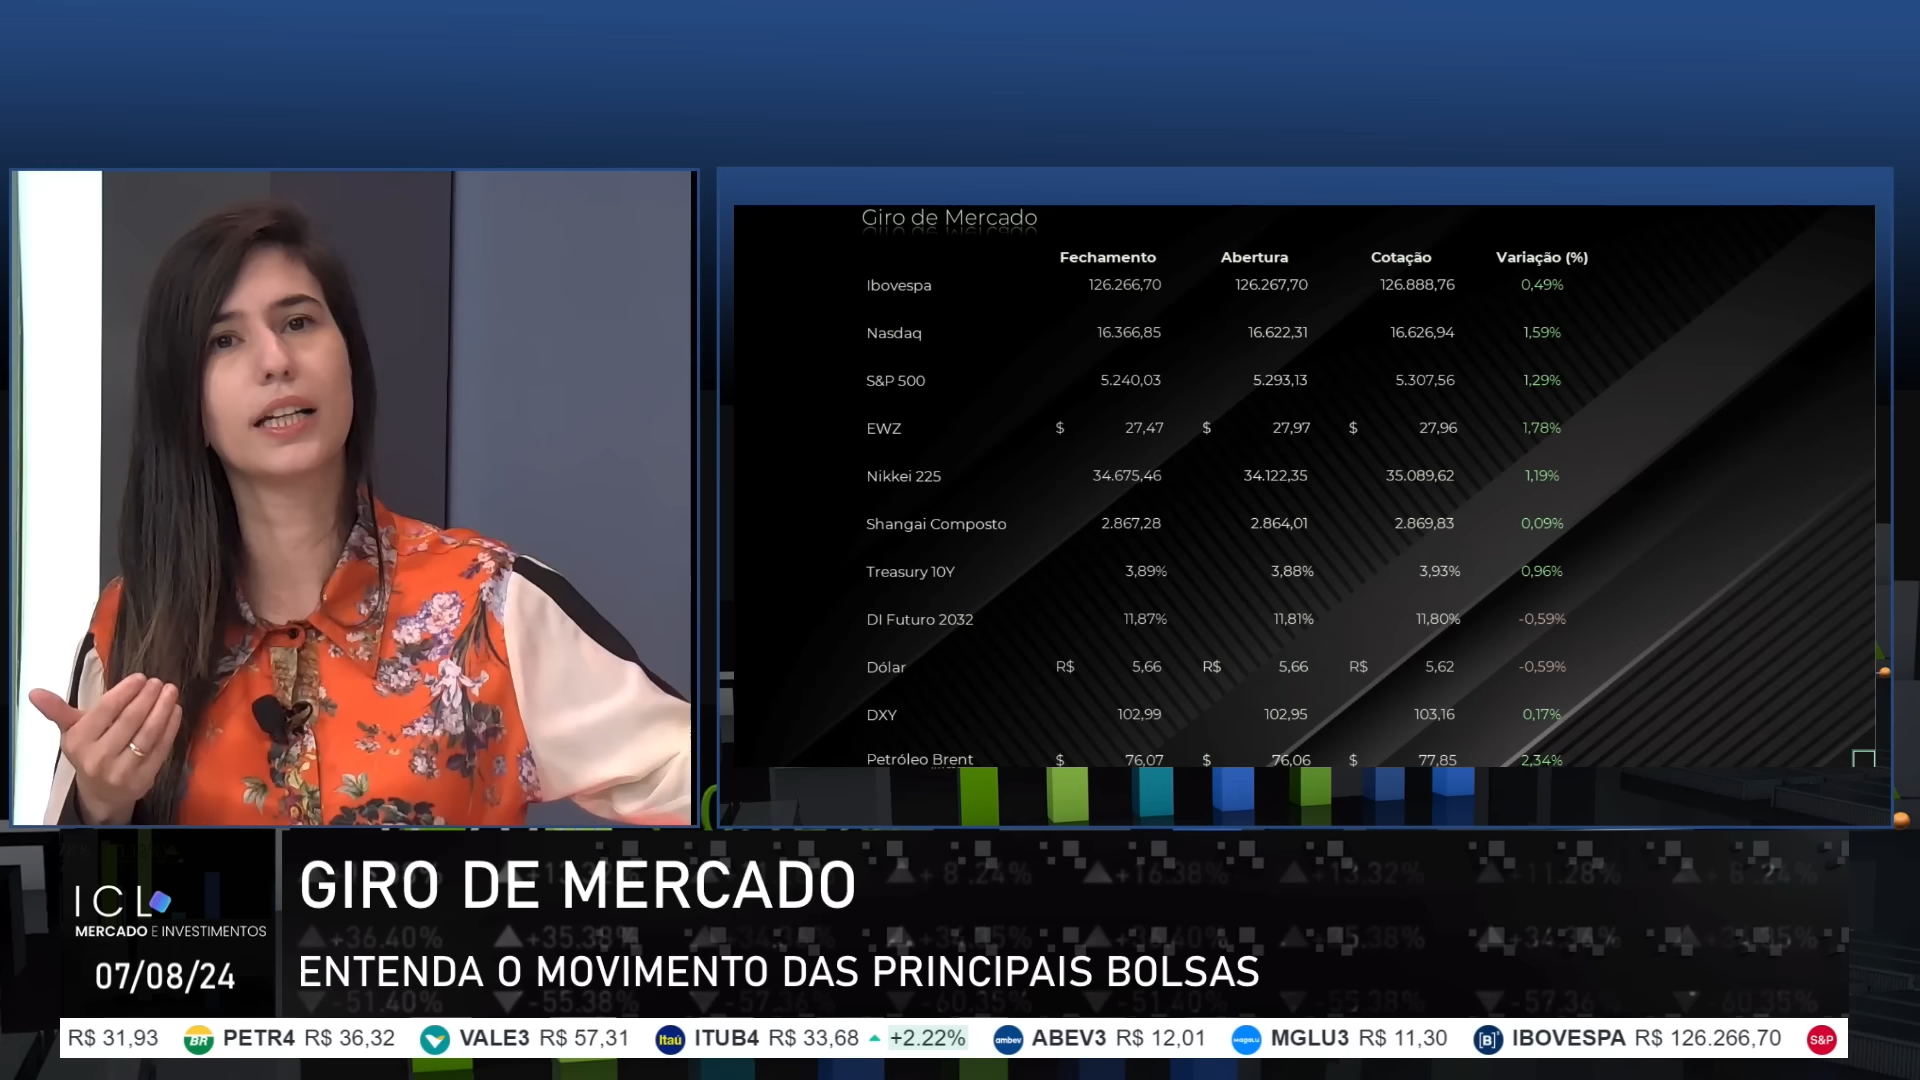 Giro de Mercado
Fechamento Abertura Cotação Variação (%)
Ibovespa 126.266,70 126.267,70 126.888,76 0,49%
Nasdaq 16.366,85 16.622,31 16.626,94 1,59%
S&P 500 5.240,03 5.293,13 5.307,56 1,29%
EWZ $ 27,47 $ 27,97 $ 27,96 1,78%
Nikkei 225 34.675,46 34.122,35 35.089,62 1,19%
Shangai Composto 2.867,28 2.864,01 2.869,83 0,09%
Treasury 10Y 3,89% 3,88% 3,93% 0,96%
DI Futuro 2032 11,87% 11,81% 11,80% -0,59%
Dólar R$ 5,66 R$ 5,66 R$ 5,62 -0,59%
DXY 102,99 102,95 103,16 0,17%
Petróleo Brent $ 76,07 $ 76,06 $ 77,85 2,34%
GIRO DE MERCADO
ICL
MERCADO E INVESTIMENTOS
07/08/24
ENTENDA O MOVIMENTO DAS PRINCIPAIS BOLSAS
R$ 31,93 BR PETR4 R$ 36,32 VALE3 R$ 57,31 Itaú ITUB4 R$ 33,68 +2.22% ambev ABEV3 R$ 12,01 MagaLu MGLU3 R$ 11,30 [B] IBOVESPA R$ 126.266,70 S&P